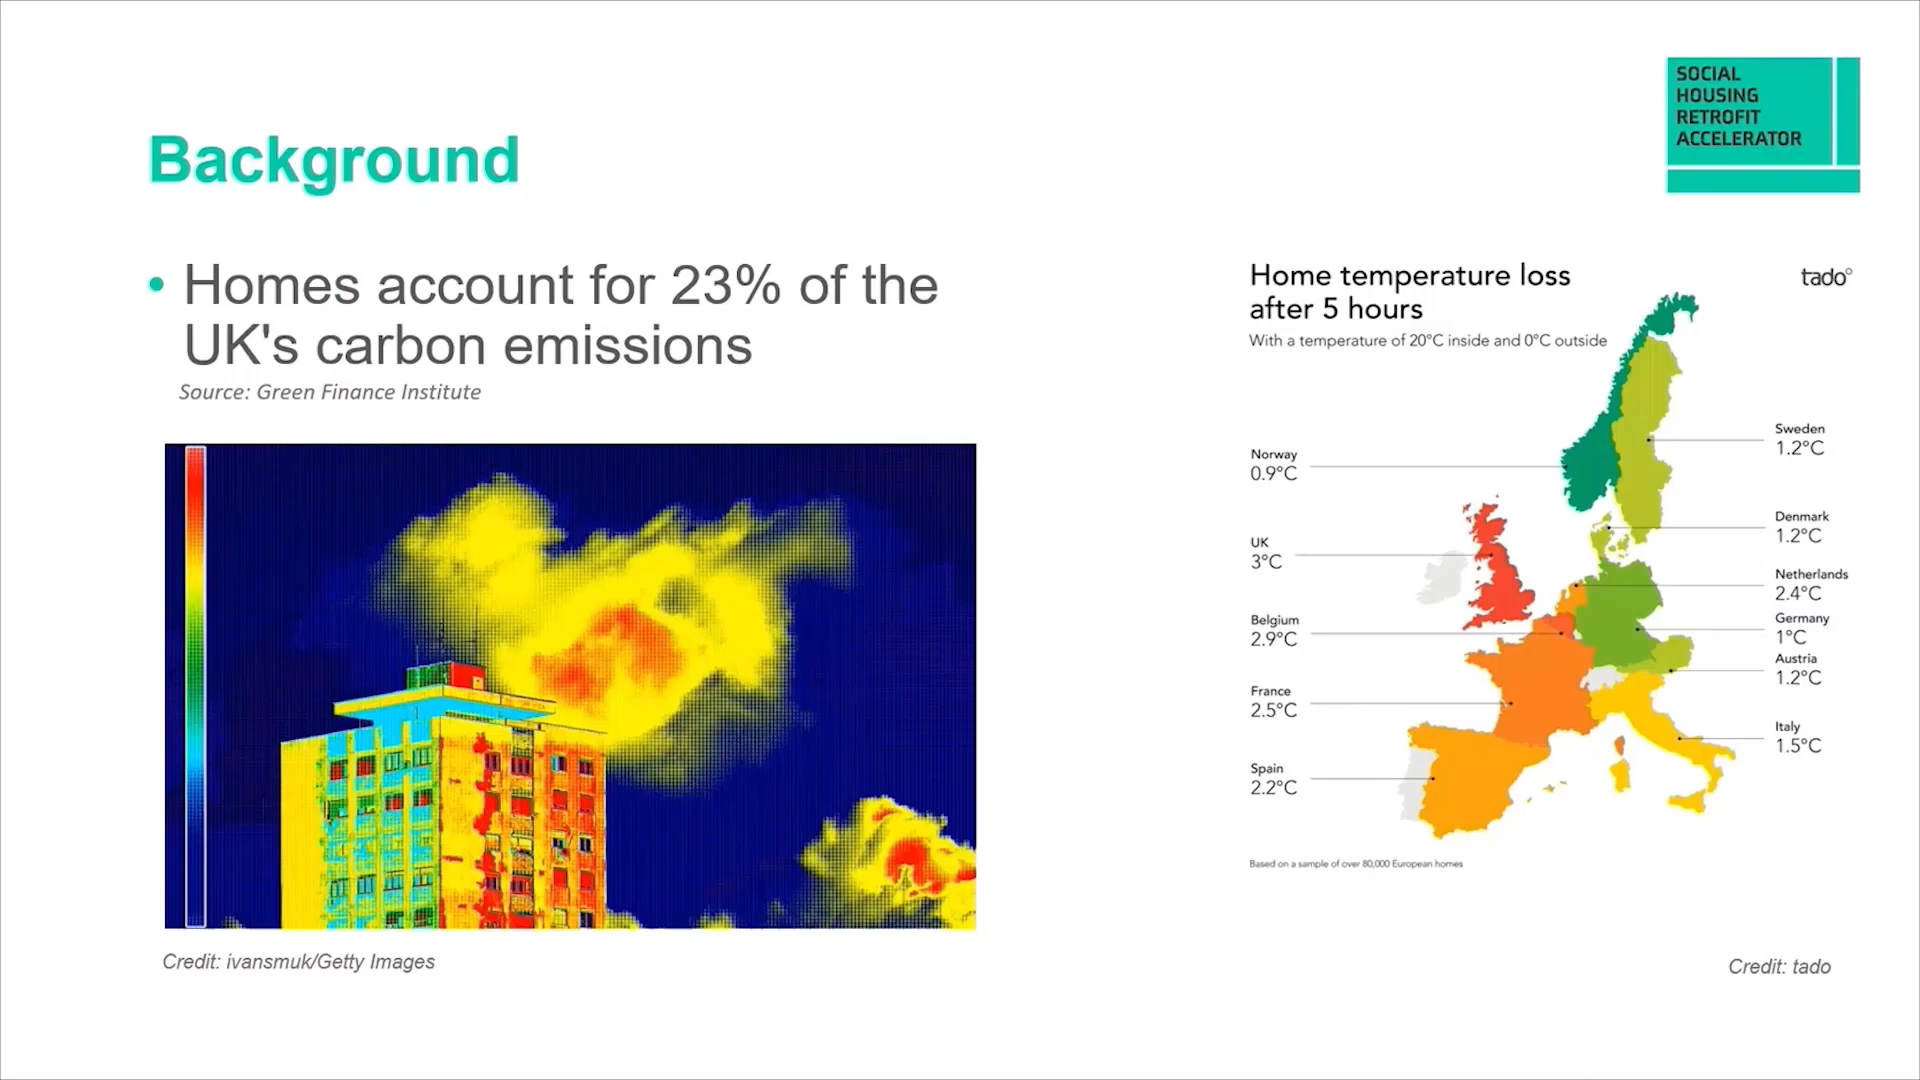 SOCIAL
HOUSING
RETROFIT
ACCELERATOR
Background
• Homes account for 23% of the
UK's carbon emissions
Source: Green Finance Institute
Credit: ivansmuk/Getty Images
Home temperature loss
after 5 hours
tado°
With a temperature of 20°C inside and 0°C outside
Norway
0.9°C
UK
3°C
Belgium
2.9°C
France
2.5°C
Spain
2.2°C
Sweden
1.2°C
Denmark
1.2°C
Netherlands
2.4°C
Germany
1°C
Austria
1.2°C
Italy
1.5°C
Based on a sample of over 80,000 European homes
Credit: tado